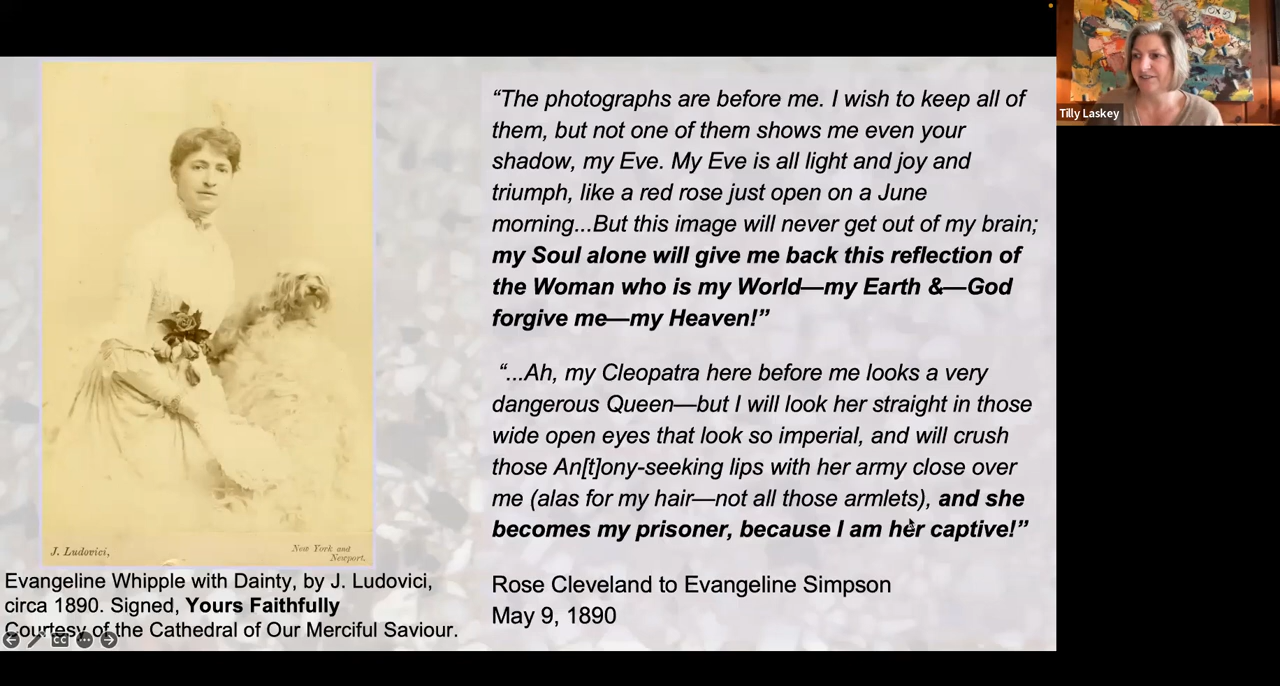 “The photographs are before me. I wish to keep all of
them, but not one of them shows me even your
shadow, my Eve. My Eve is all light and joy and
triumph, like a red rose just open on a June
morning...But this image will never get out of my brain;
my Soul alone will give me back this reflection of
the Woman who is my World—my Earth &—God
forgive me—my Heaven!”
“...Ah, my Cleopatra here before me looks a very
dangerous Queen—but I will look her straight in those
wide open eyes that look so imperial, and will crush
those An[t]ony-seeking lips with her army close over
me (alas for my hair—not all those armlets), and she
becomes my prisoner, because I am her captive!”
Rose Cleveland to Evangeline Simpson
May 9, 1890
J. Ludovici,
New York and
Newport.
Evangeline Whipple with Dainty, by J. Ludovici,
circa 1890. Signed, Yours Faithfully
Courtesy of the Cathedral of Our Merciful Saviour.
CC
Tilly Laskey